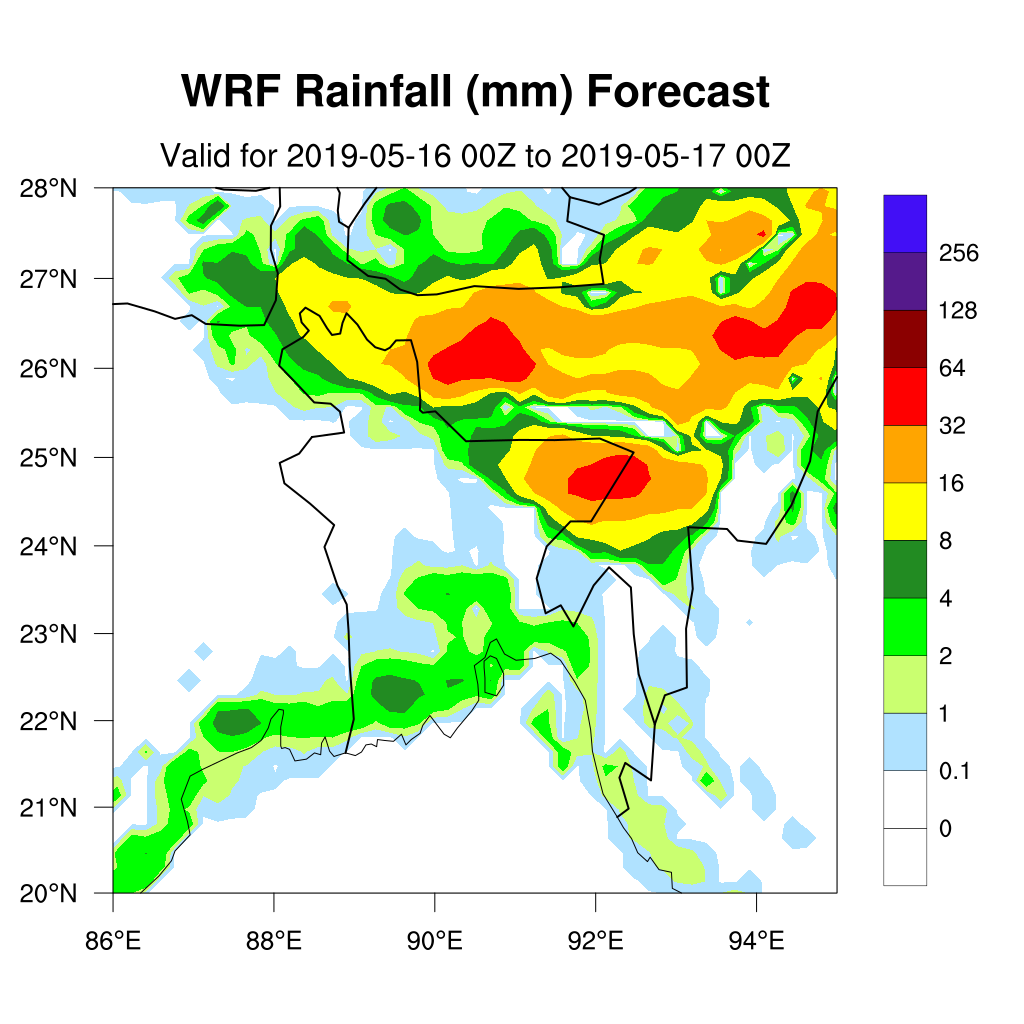 WRF Rainfall (mm) Forecast
Valid for 2019-05-16 00Z to 2019-05-17 00Z
28°N
27°N
26°N
25°N
24°N
23°N
22°N
21°N
20°N
86°E 88°E 90°E 92°E 94°E
256
128
64
32
16
8
4
2
1
0.1
0